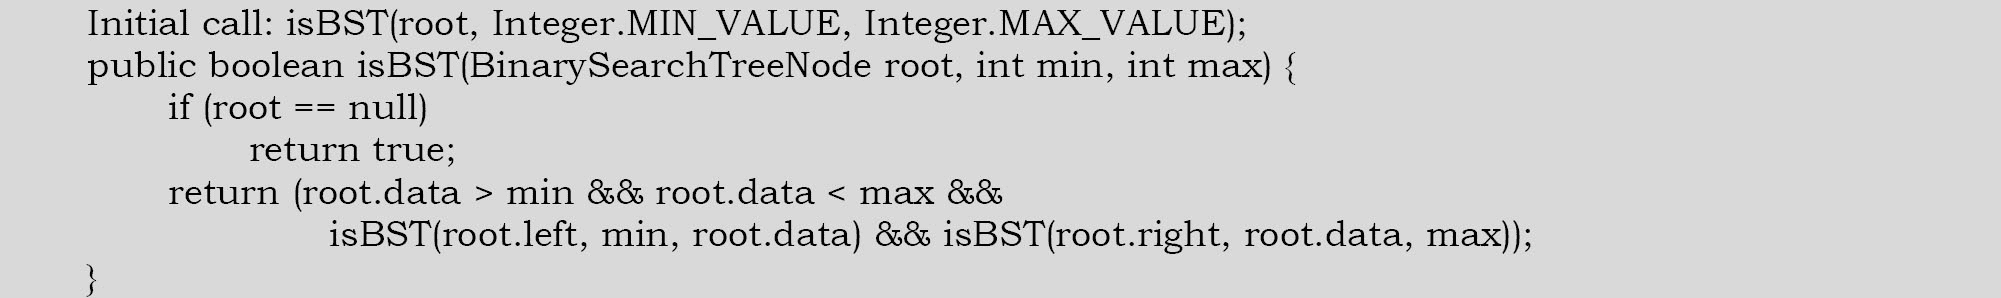 Initial call: isBST(root, Integer.MIN_VALUE, Integer.MAX_VALUE);
public boolean isBST(BinarySearchTreeNode root, int min, int max) {
if (root == null)
return true;
return (root.data > min && root.data < max &&
isBST(root.left, min, root.data) && isBST(root.right, root.data, max));
}